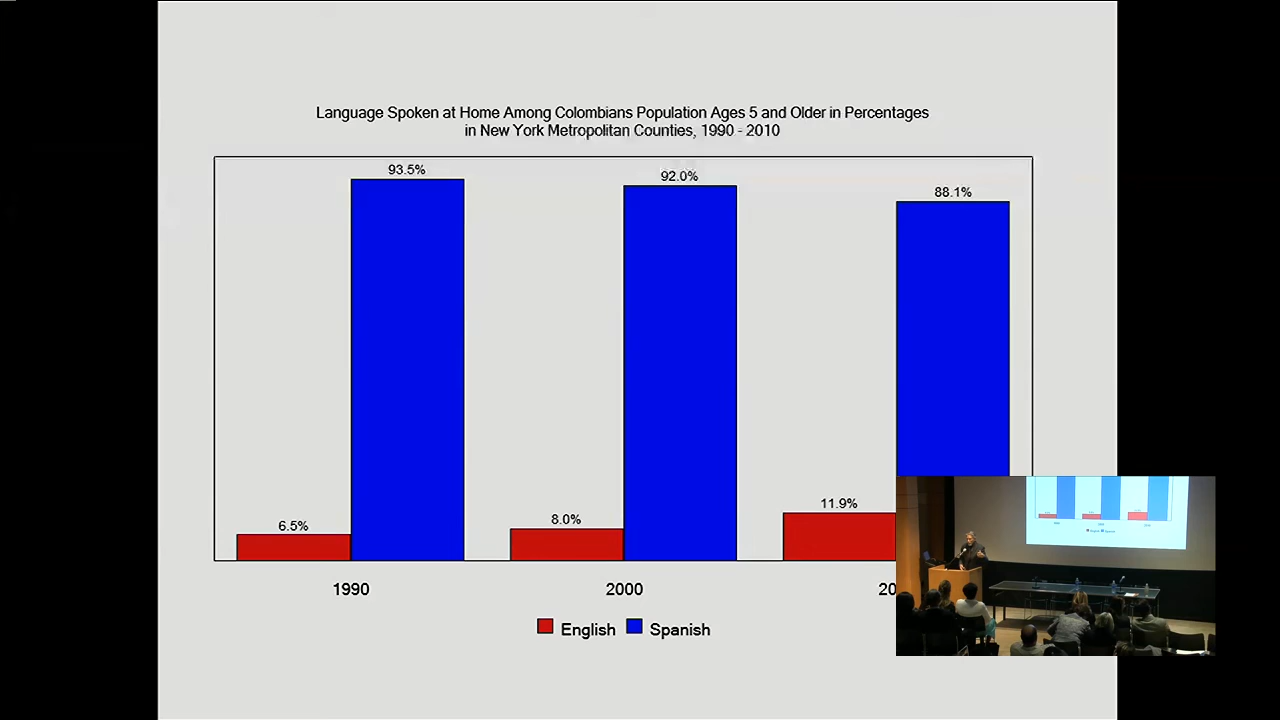 Language Spoken at Home Among Colombians Population Ages 5 and Older in Percentages
in New York Metropolitan Counties, 1990 - 2010
93.5%
92.0%
88.1%
6.5%
8.0%
11.9%
1990
2000
20
English
Spanish